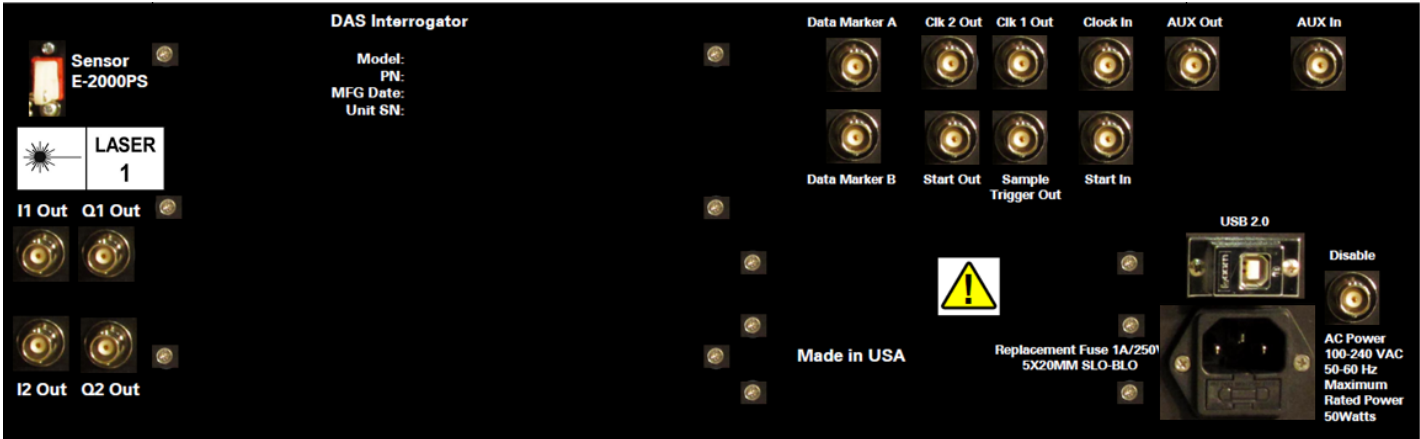 DAS Interrogator
Model:
PN:
MFG Date:
Unit SN:
Sensor
E-2000PS
LASER
1
I1 Out Q1 Out
I2 Out Q2 Out
Data Marker A
Clk 2 Out
Clk 1 Out
Clock In
AUX Out
AUX In
Data Marker B
Start Out
Sample
Trigger Out
Start In
USB 2.0
Disable
!
Made in USA
Replacement Fuse 1A/250V
5X20MM SLO-BLO
AC Power
100-240 VAC
50-60 Hz
Maximum
Rated Power
50Watts